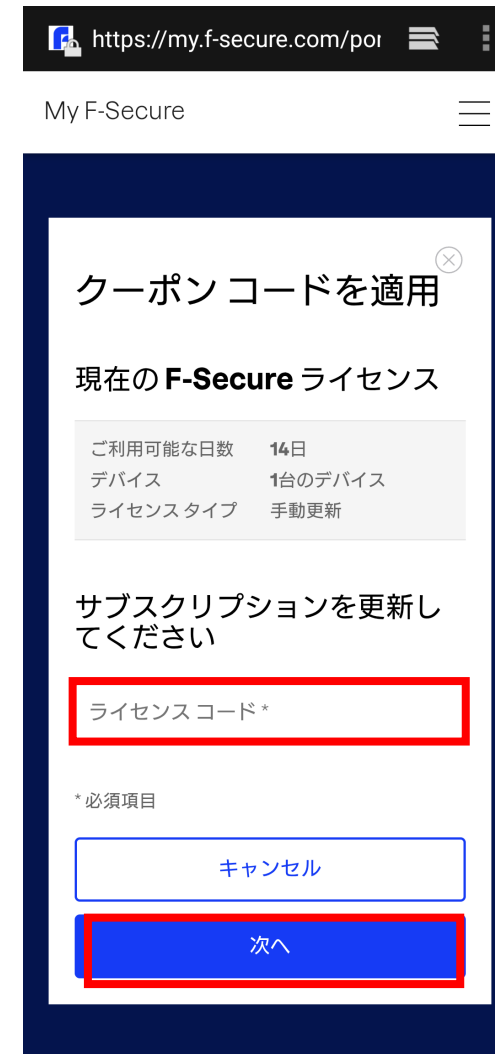 https://my.f-secure.com/por
My F-Secure
クーポン コードを適用
現在の F-Secure ライセンス
ご利用可能な日数 14日
デバイス 1台のデバイス
ライセンス タイプ 手動更新
サブスクリプションを更新し
てください
ライセンス コード *
* 必須項目
キャンセル
次へ